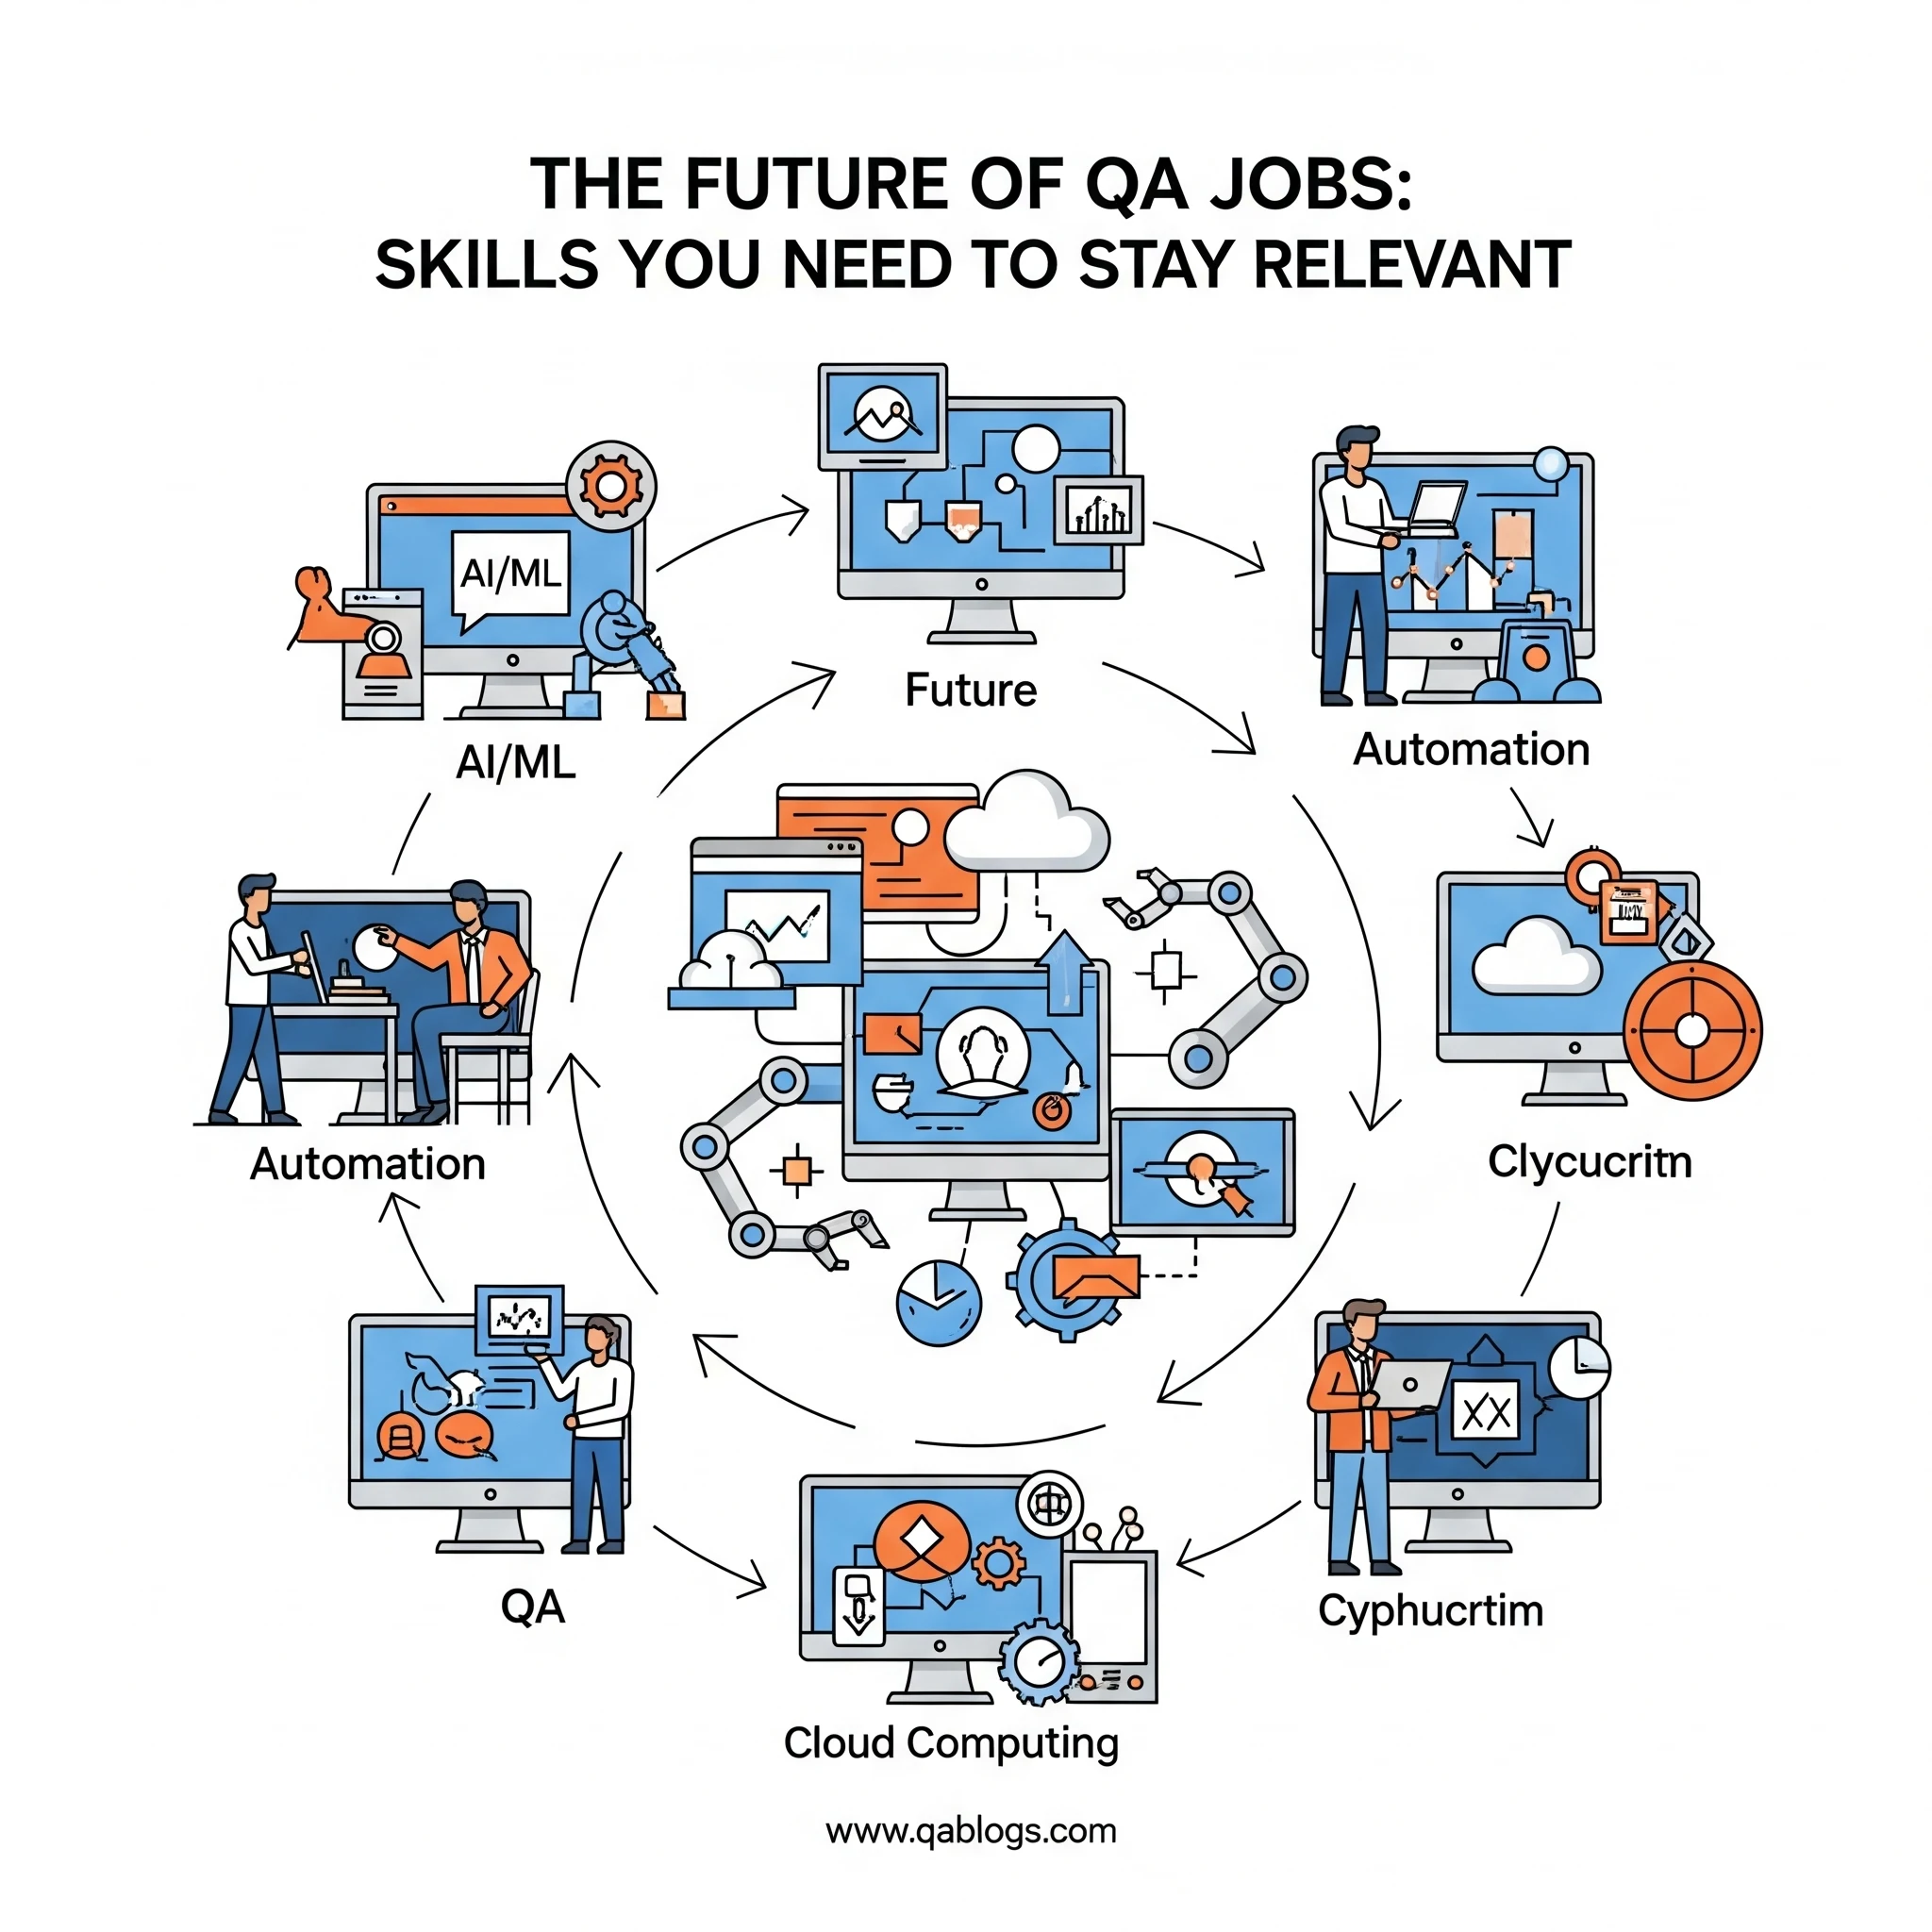 THE FUTURE OF QA JOBS:
SKILLS YOU NEED TO STAY RELEVANT
AI/ML
Future
AI/ML
Automation
Automation
Clycucritn
XX
QA
Cyphucrtim
Cloud Computing
www.qablogs.com